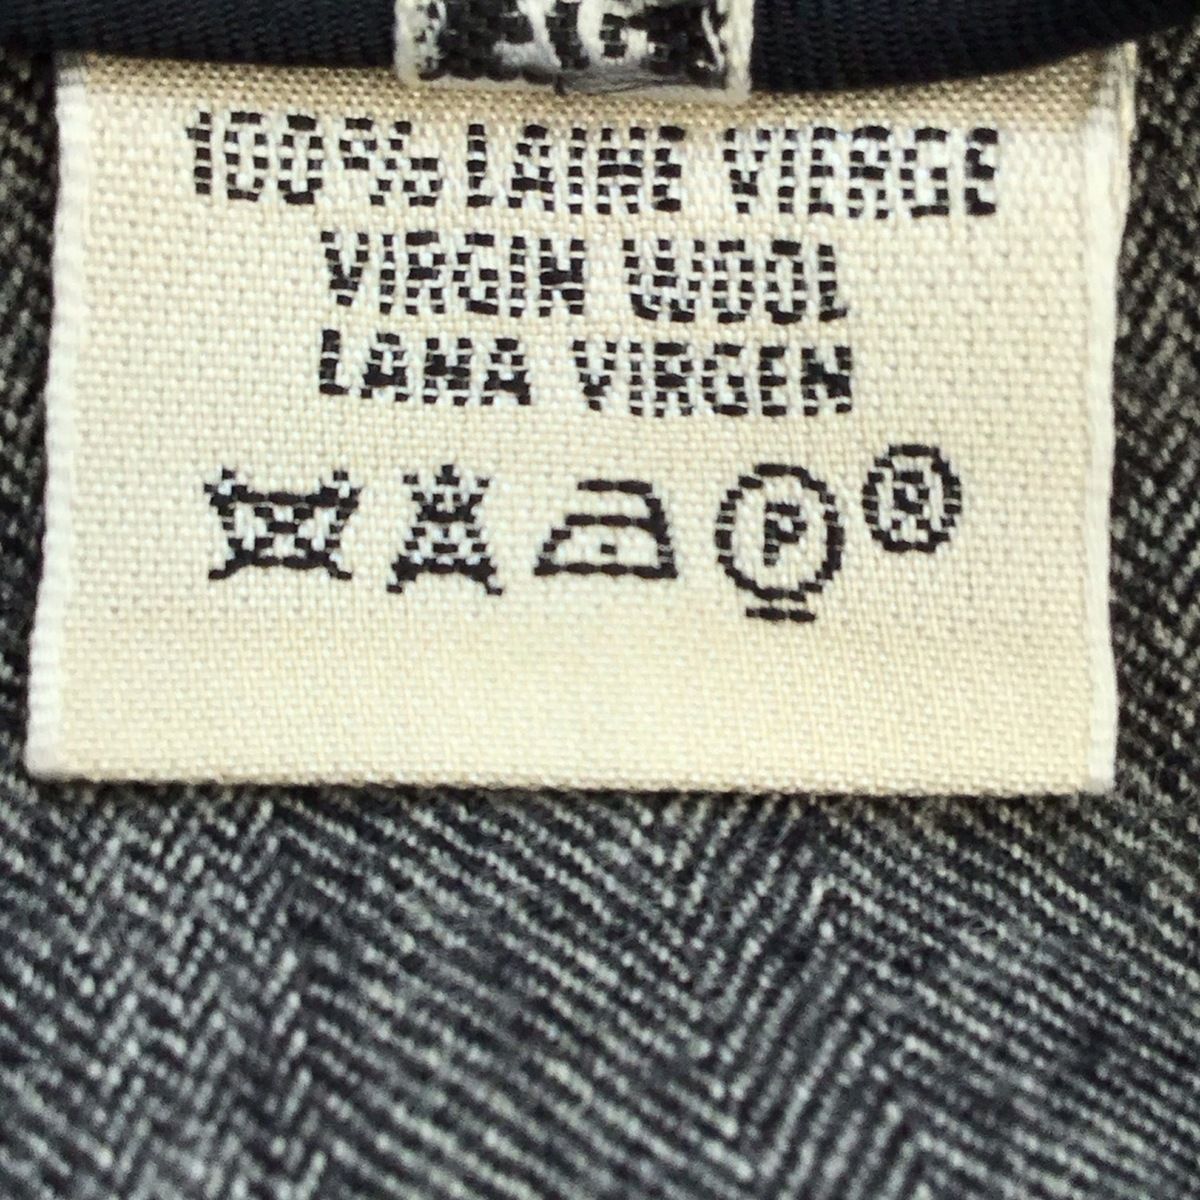 100% LAINE VIERGE
VIRGIN WOOL
LANA VIRGEN
P ®